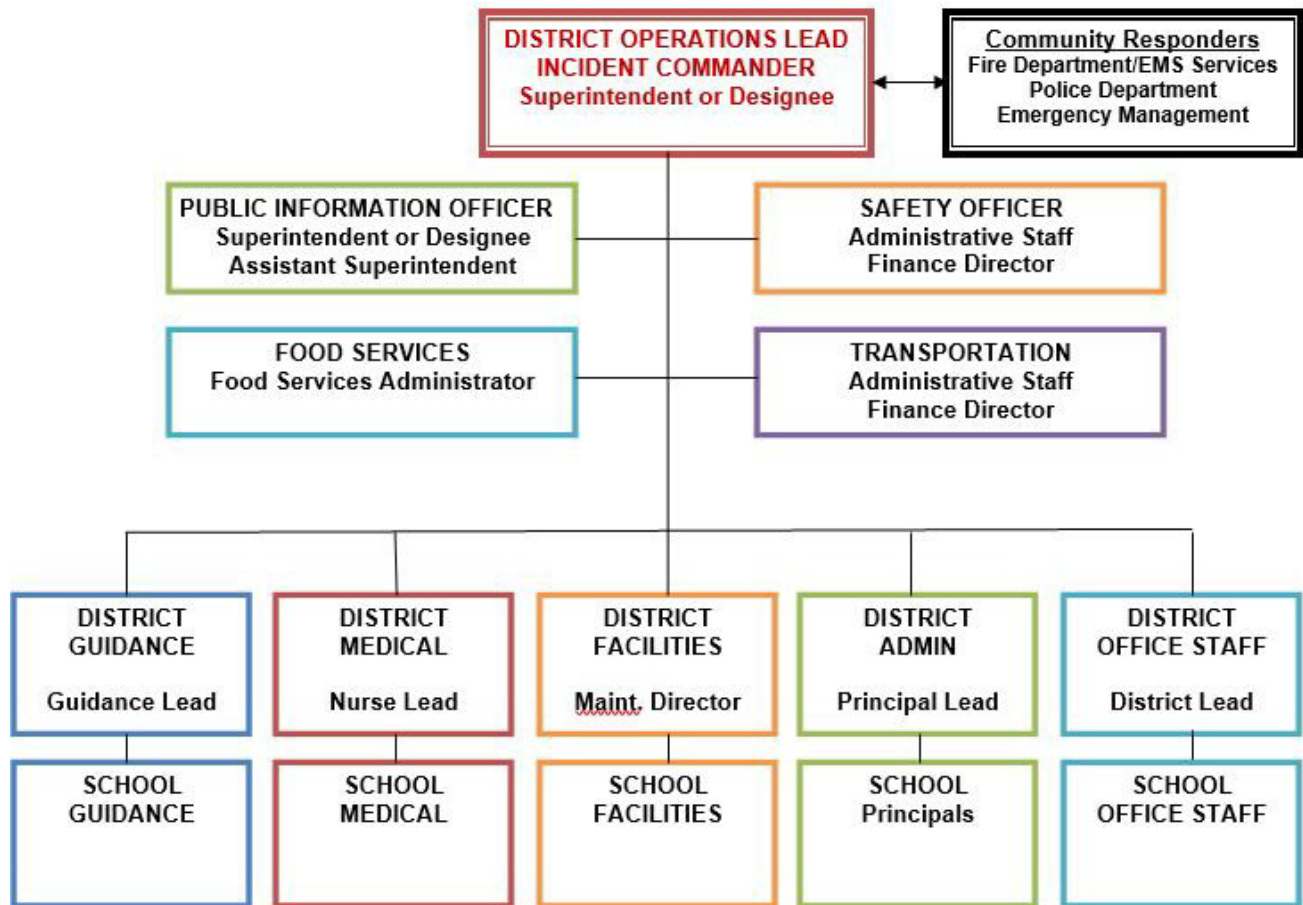 DISTRICT OPERATIONS LEAD
INCIDENT COMMANDER
Superintendent or Designee
Community Responders
Fire Department/EMS Services
Police Department
Emergency Management
PUBLIC INFORMATION OFFICER
Superintendent or Designee
Assistant Superintendent
SAFETY OFFICER
Administrative Staff
Finance Director
FOOD SERVICES
Food Services Administrator
TRANSPORTATION
Administrative Staff
Finance Director
DISTRICT
GUIDANCE
Guidance Lead
DISTRICT
MEDICAL
Nurse Lead
DISTRICT
FACILITIES
Maint. Director
DISTRICT
ADMIN
Principal Lead
DISTRICT
OFFICE STAFF
District Lead
SCHOOL
GUIDANCE
SCHOOL
MEDICAL
SCHOOL
FACILITIES
SCHOOL
Principals
SCHOOL
OFFICE STAFF